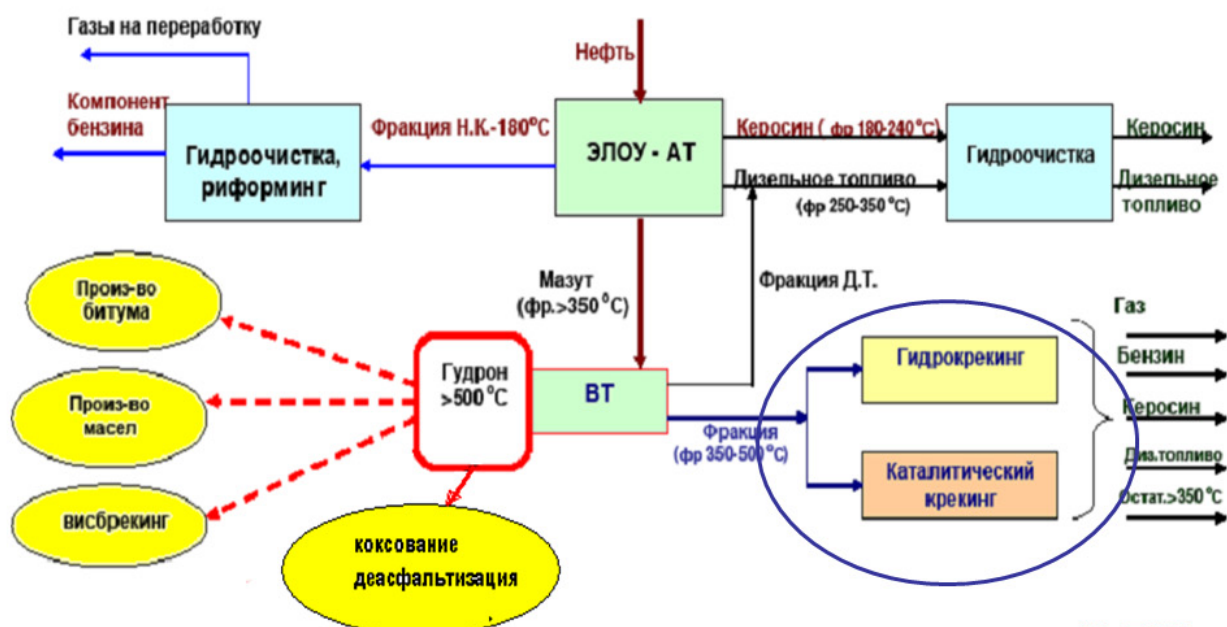 Газы на переработку
Нефть
Компонент
бензина
Фракция Н.К.-180°С
Гидроочистка,
риформинг
ЭЛОУ - АТ
Керосин ( фр 180-240°С)
Дизельное топливо
(фр 250-350°С)
Гидроочистка
Керосин
Дизельное
топливо
Мазут
(фр.>350°С)
Фракция Д.Т.
Произ-во
битума
Произ-во
масел
висбрекинг
Гудрон
>500°С
ВТ
Фракция
(фр 350-500°С)
коксование
деасфальтизация
Гидрокрекинг
Каталитический
крекинг
Газ
Бензин
Керосин
Диз.топливо
Остат.>350°С